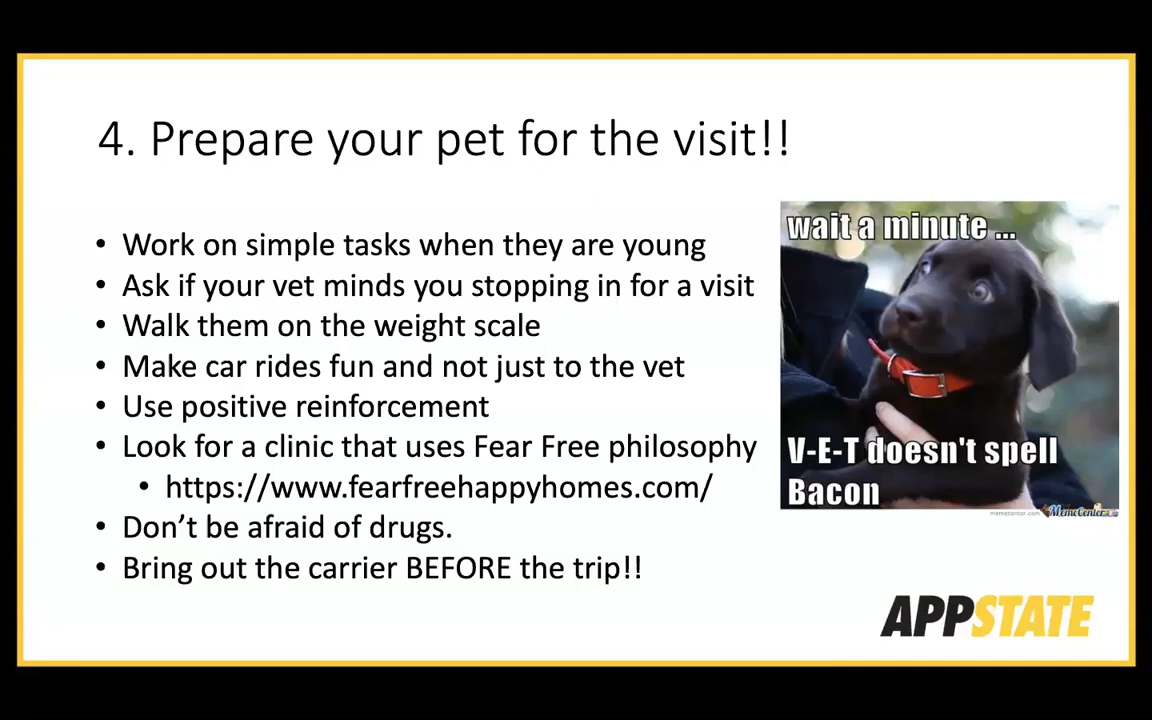 4. Prepare your pet for the visit!!
• Work on simple tasks when they are young
• Ask if your vet minds you stopping in for a visit
• Walk them on the weight scale
• Make car rides fun and not just to the vet
• Use positive reinforcement
• Look for a clinic that uses Fear Free philosophy
• https://www.fearfreehappyhomes.com/
• Don’t be afraid of drugs.
• Bring out the carrier BEFORE the trip!!
wait a minute ...
V-E-T doesn't spell
Bacon
memecenter.com MemeCenter
APPSTATE